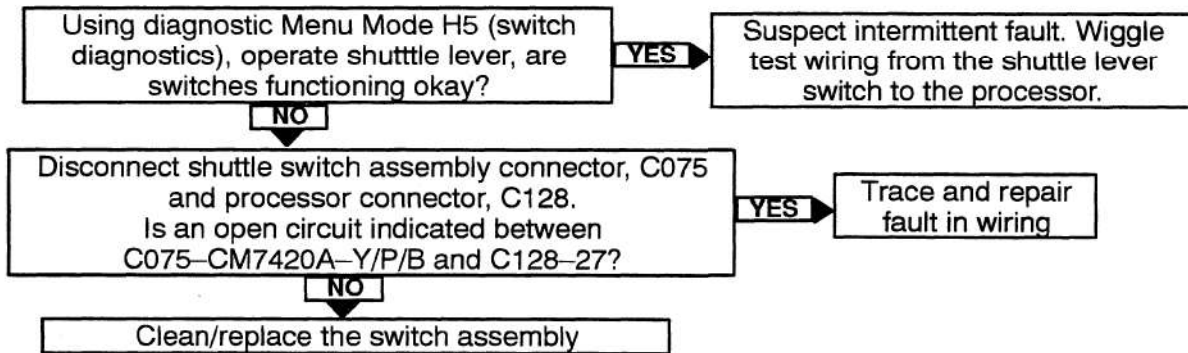 Using diagnostic Menu Mode H5 (switch
diagnostics), operate shutttle lever, are
switches functioning okay?
YES
Suspect intermittent fault. Wiggle
test wiring from the shuttle lever
switch to the processor.
NO
Disconnect shuttle switch assembly connector, C075
and processor connector, C128.
Is an open circuit indicated between
C075–CM7420A–Y/P/B and C128–27?
YES
Trace and repair
fault in wiring
NO
Clean/replace the switch assembly